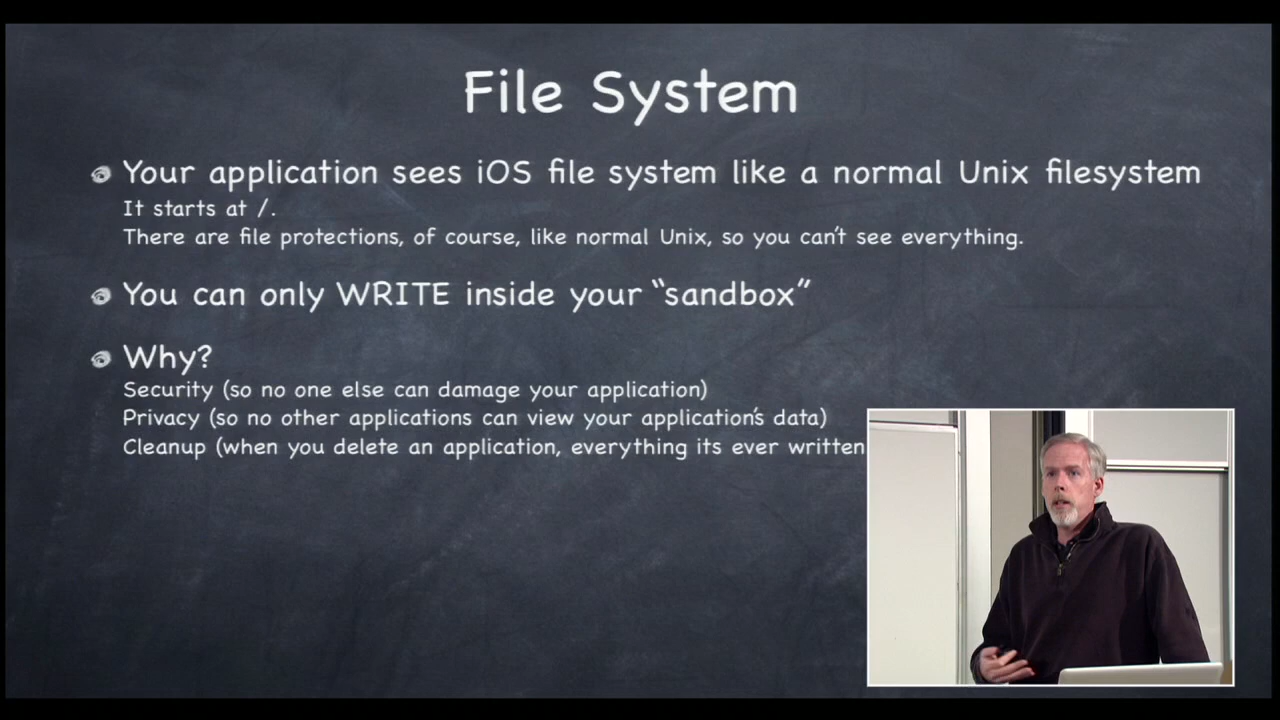 File System
Your application sees iOS file system like a normal Unix filesystem
It starts at /.
There are file protections, of course, like normal Unix, so you can't see everything.
You can only WRITE inside your “sandbox”
Why?
Security (so no one else can damage your application)
Privacy (so no other applications can view your application's data)
Cleanup (when you delete an application, everything its ever written